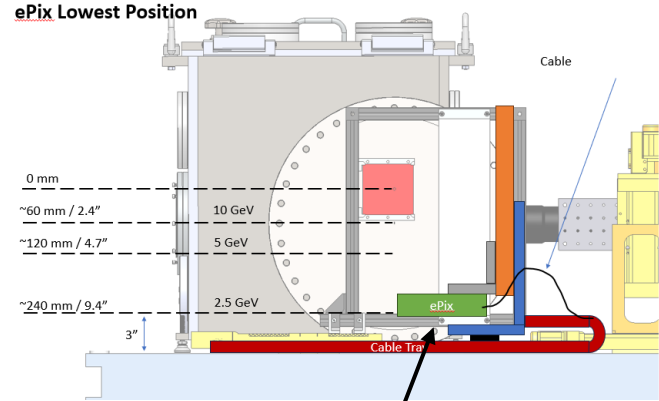 ePix Lowest Position
Cable
0 mm
~60 mm / 2.4”
10 GeV
~120 mm / 4.7”
5 GeV
~240 mm / 9.4”
2.5 GeV
ePix
3”
Cable Tray